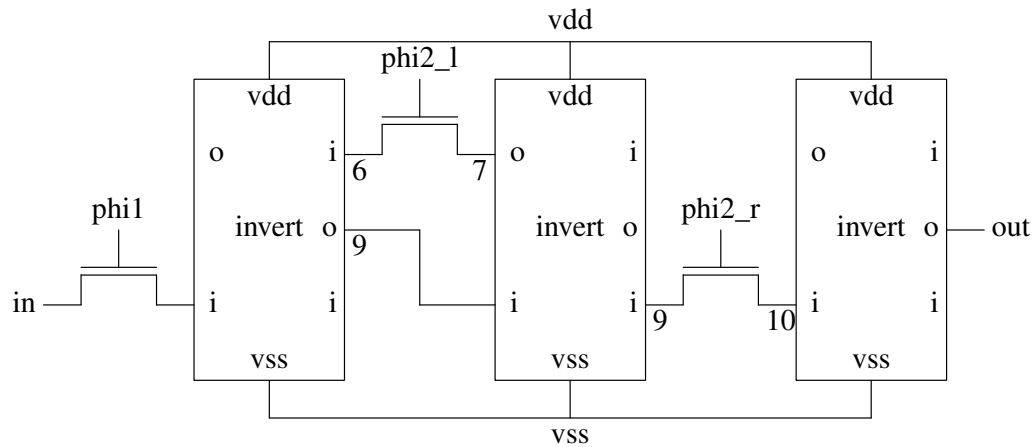 vdd
phi2_l
vdd vdd vdd
o i o i o i
6 7
phi1 invert o invert o phi2_r invert o out
9
in i i i i i i
9 10
vss vss vss
vss